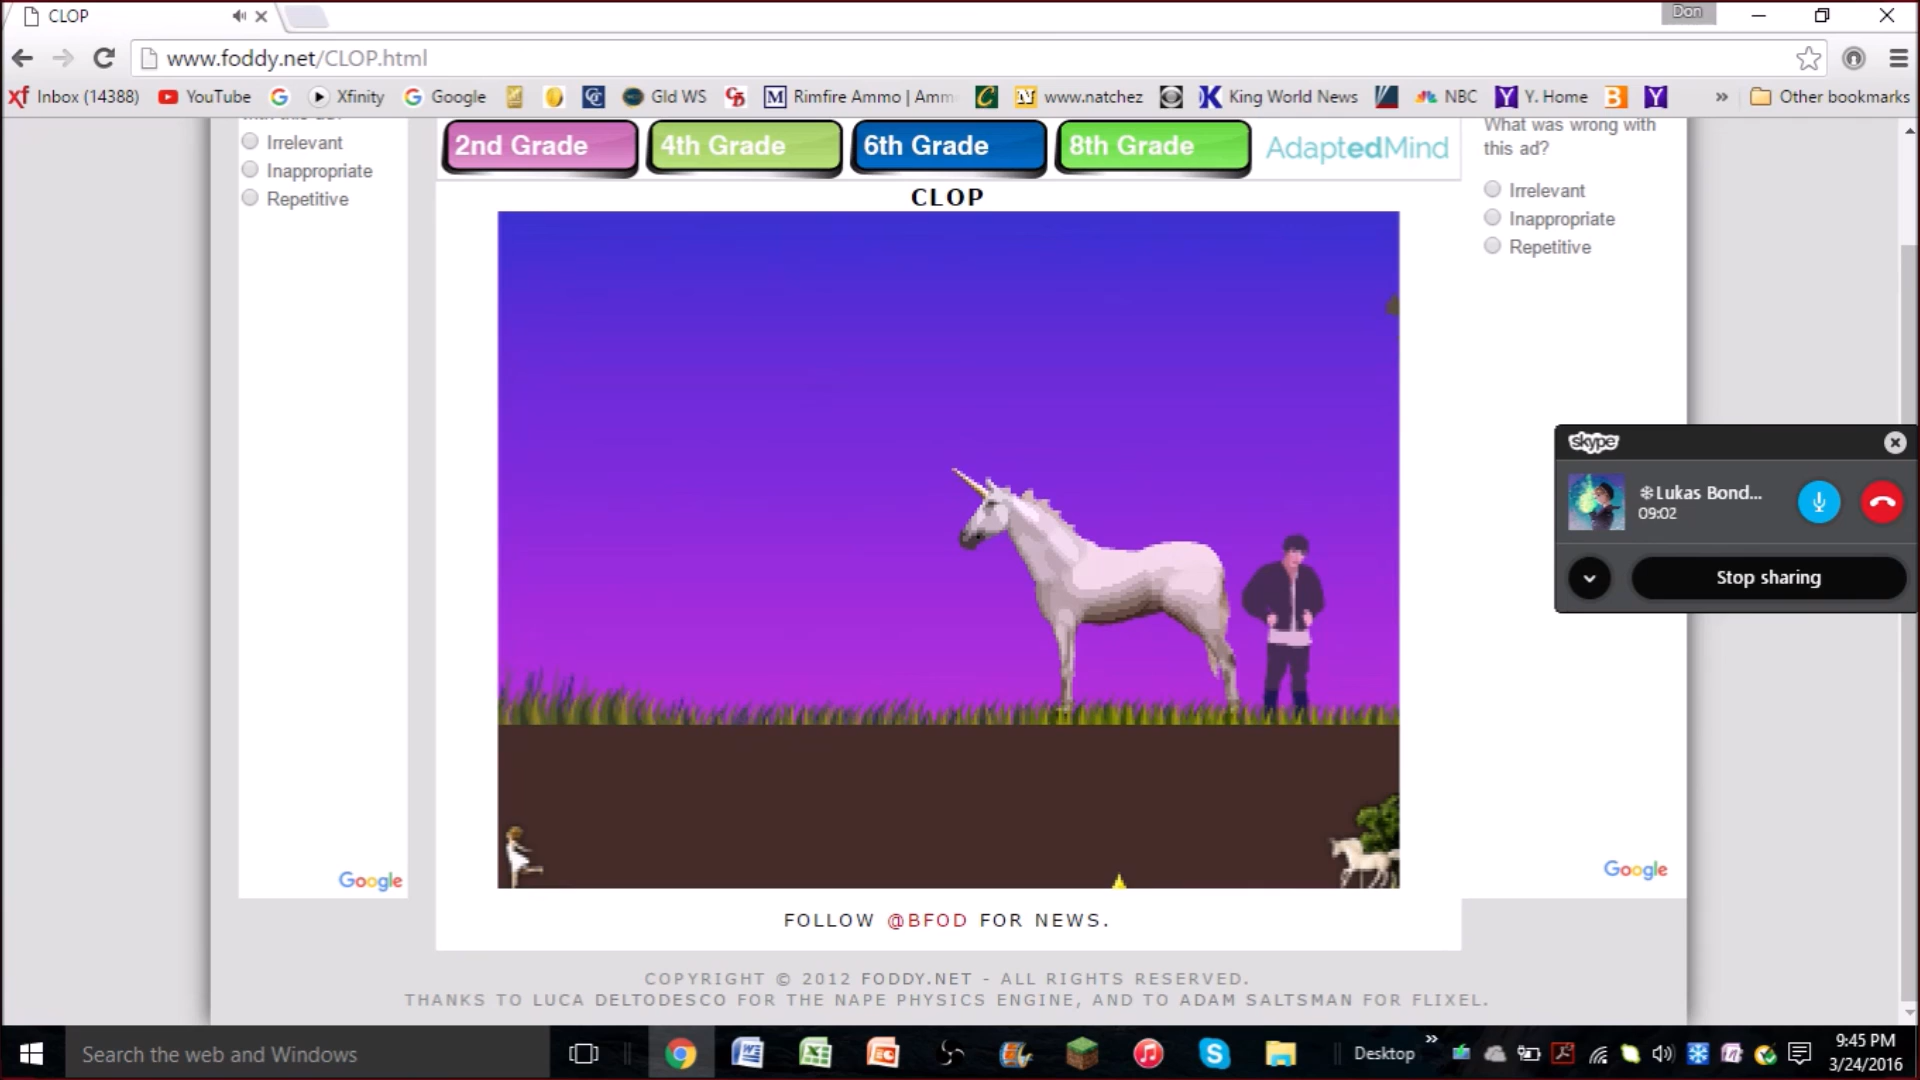 CLOP
Don
www.foddy.net/CLOP.html
Inbox (14388) YouTube Xfinity Google Gld WS Rimfire Ammo | Amm www.natchez King World News NBC Y. Home » Other bookmarks
Irrelevant
Inappropriate
Repetitive
2nd Grade 4th Grade 6th Grade 8th Grade AdaptedMind
What was wrong with
this ad?
Irrelevant
Inappropriate
Repetitive
CLOP
skype
❄Lukas Bond...
09:02
Stop sharing
Google
Google
FOLLOW @BFOD FOR NEWS.
COPYRIGHT © 2012 FODDY.NET - ALL RIGHTS RESERVED.
THANKS TO LUCA DELTODESCO FOR THE NAPE PHYSICS ENGINE, AND TO ADAM SALTSMAN FOR FLIXEL.
Search the web and Windows
Desktop »
9:45 PM
3/24/2016